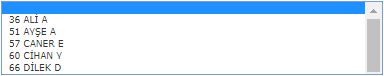 36 ALİ A
51 AYŞE A
57 CANER E
60 CİHAN Y
66 DİLEK D